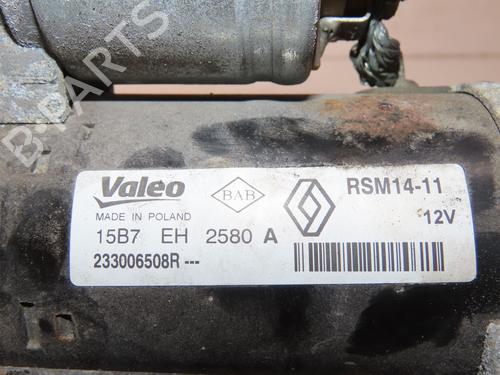 B-PARTS
Valeo
MADE IN POLAND
BAB
RSM14-11
12V
15B7 EH 2580 A
233006508R ---